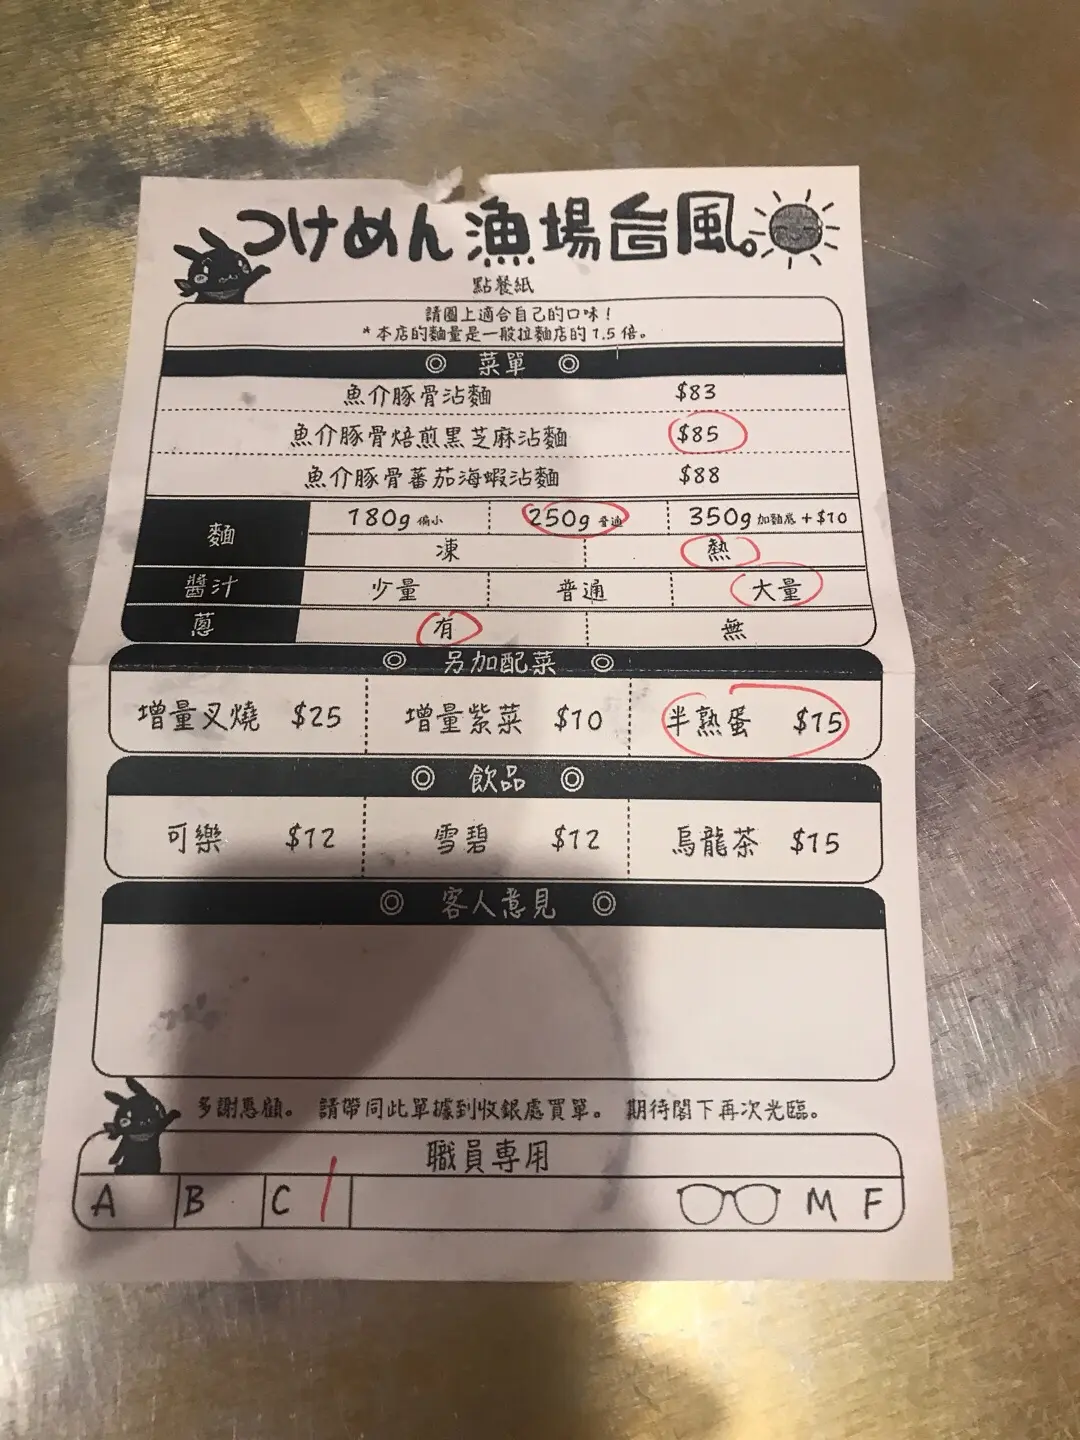 つけめん 漁場台風。
點餐紙
請圈上適合自己的口味！
*本店的麵量是一般拉麵店的1.5倍。
◎ 菜單 ◎
魚介豚骨沾麵 $83
魚介豚骨焙煎黑芝麻沾麵 $85
魚介豚骨蕃茄海蝦沾麵 $88
麵 180g 偏小 250g 普通 350g 加麵底+$10
凍 熱
醬汁 少量 普通 大量
蔥 有 無
◎ 另加配菜 ◎
增量叉燒 $25 增量紫菜 $10 半熟蛋 $15
◎ 飲品 ◎
可樂 $12 雪碧 $12 烏龍茶 $15
◎ 客人意見 ◎
多謝惠顧。 請帶同此單據到收銀處買單。 期待閣下再次光臨。
職員專用
A B C / M F